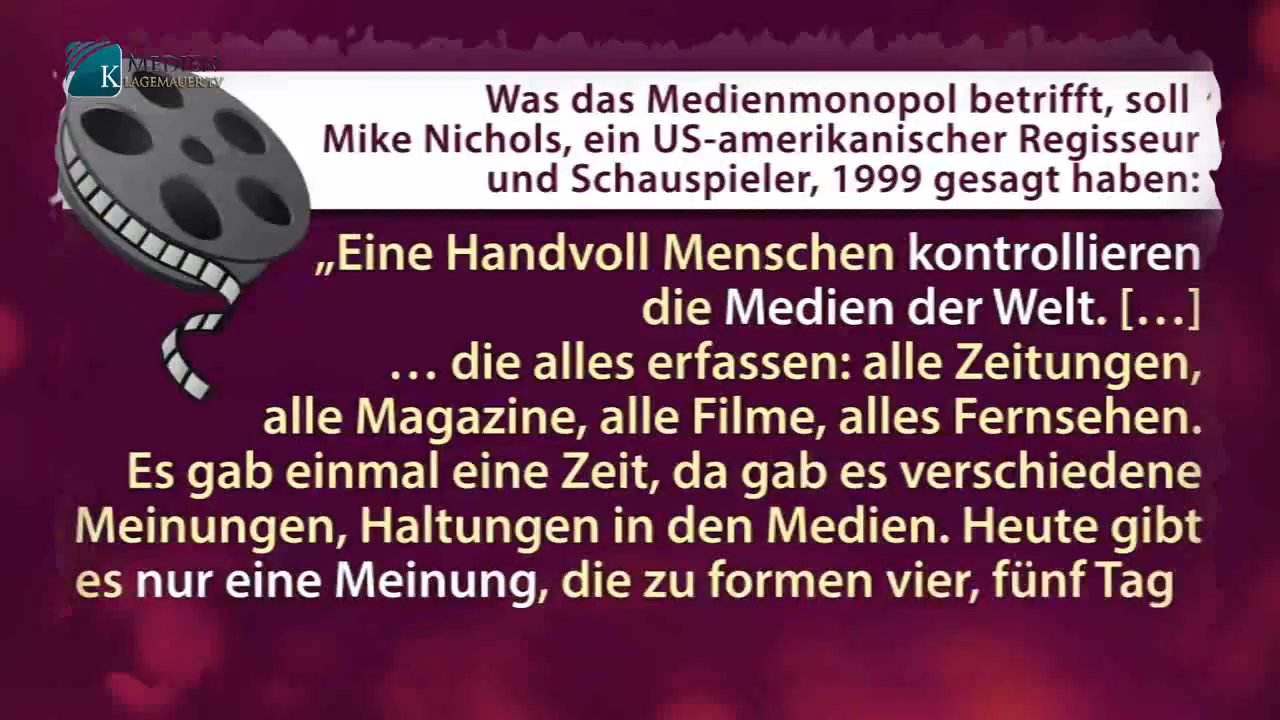 MEDIEN
KLAGEMAUER.TV
Was das Medienmonopol betrifft, soll
Mike Nichols, ein US-amerikanischer Regisseur
und Schauspieler, 1999 gesagt haben:
„Eine Handvoll Menschen kontrollieren
die Medien der Welt. […]
… die alles erfassen: alle Zeitungen,
alle Magazine, alle Filme, alles Fernsehen.
Es gab einmal eine Zeit, da gab es verschiedene
Meinungen, Haltungen in den Medien. Heute gibt
es nur eine Meinung, die zu formen vier, fünf Tag